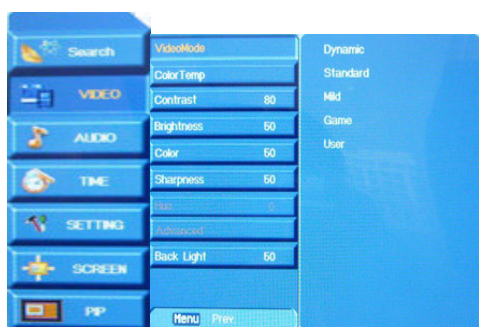 Search
VIDEO
AUDIO
TIME
SETTING
SCREEN
PIP
VideoMode
ColorTemp
Contrast 80
Brightness 50
Color 50
Sharpness 50
Hue 0
Advanced
Back Light 50
Menu Prev.
Dynamic
Standard
Mild
Game
User